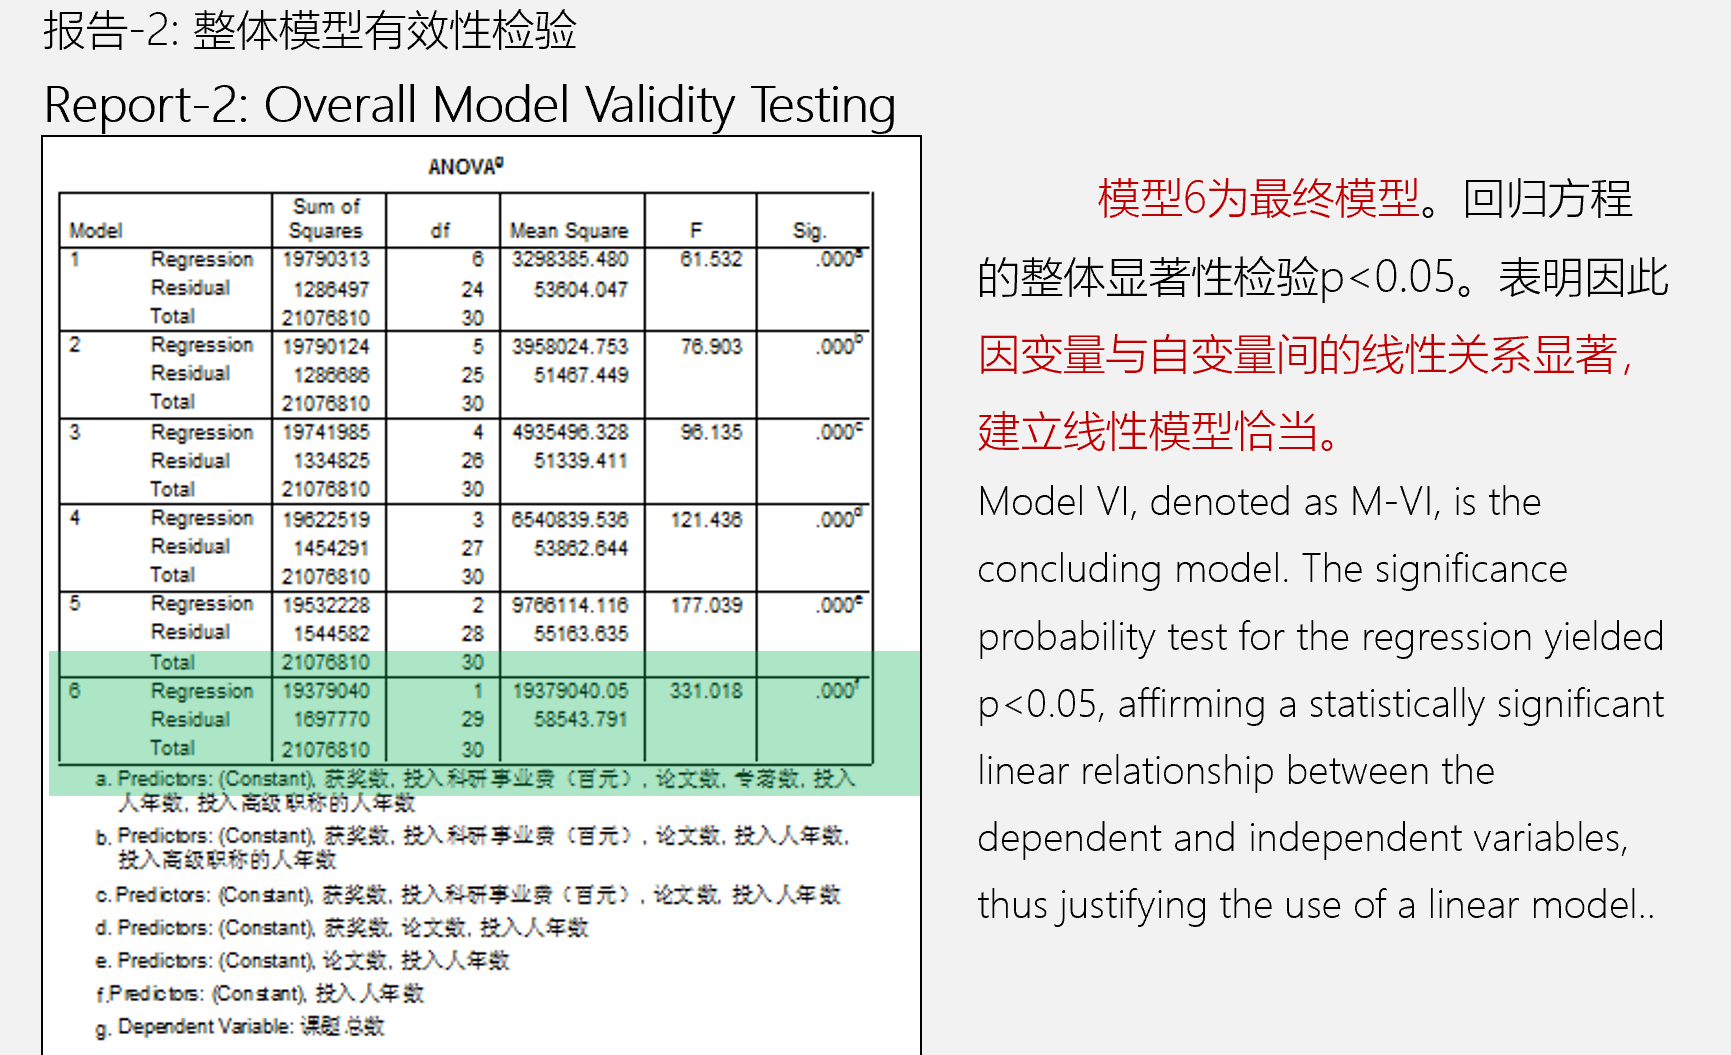 报告-2: 整体模型有效性检验
Report-2: Overall Model Validity Testing
ANOVAg
Model Sum of Squares df Mean Square F Sig.
1 Regression 19790313 6 3298385.480 61.532 .000a
Residual 1286497 24 53604.047
Total 21076810 30
2 Regression 19790124 5 3958024.753 76.903 .000b
Residual 1286686 25 51467.449
Total 21076810 30
3 Regression 19741985 4 4935496.328 96.135 .000c
Residual 1334825 26 51339.411
Total 21076810 30
4 Regression 19622519 3 6540839.536 121.436 .000d
Residual 1454291 27 53862.644
Total 21076810 30
5 Regression 19532228 2 9766114.116 177.039 .000e
Residual 1544582 28 55163.635
Total 21076810 30
6 Regression 19379040 1 19379040.05 331.018 .000f
Residual 1697770 29 58543.791
Total 21076810 30
a. Predictors: (Constant), 获奖数, 投入科研事业费（百元）, 论文数, 专著数, 投入
人年数, 投入高级职称的人年数
b. Predictors: (Constant), 获奖数, 投入科研事业费（百元）, 论文数, 投入人年数,
投入高级职称的人年数
c. Predictors: (Constant), 获奖数, 投入科研事业费（百元）, 论文数, 投入人年数
d. Predictors: (Constant), 获奖数, 论文数, 投入人年数
e. Predictors: (Constant), 论文数, 投入人年数
f. Predictors: (Constant), 投入人年数
g. Dependent Variable: 课题总数
模型6为最终模型。回归方程
的整体显著性检验p<0.05。表明因此
因变量与自变量间的线性关系显著，
建立线性模型恰当。
Model VI, denoted as M-VI, is the
concluding model. The significance
probability test for the regression yielded
p<0.05, affirming a statistically significant
linear relationship between the
dependent and independent variables,
thus justifying the use of a linear model..